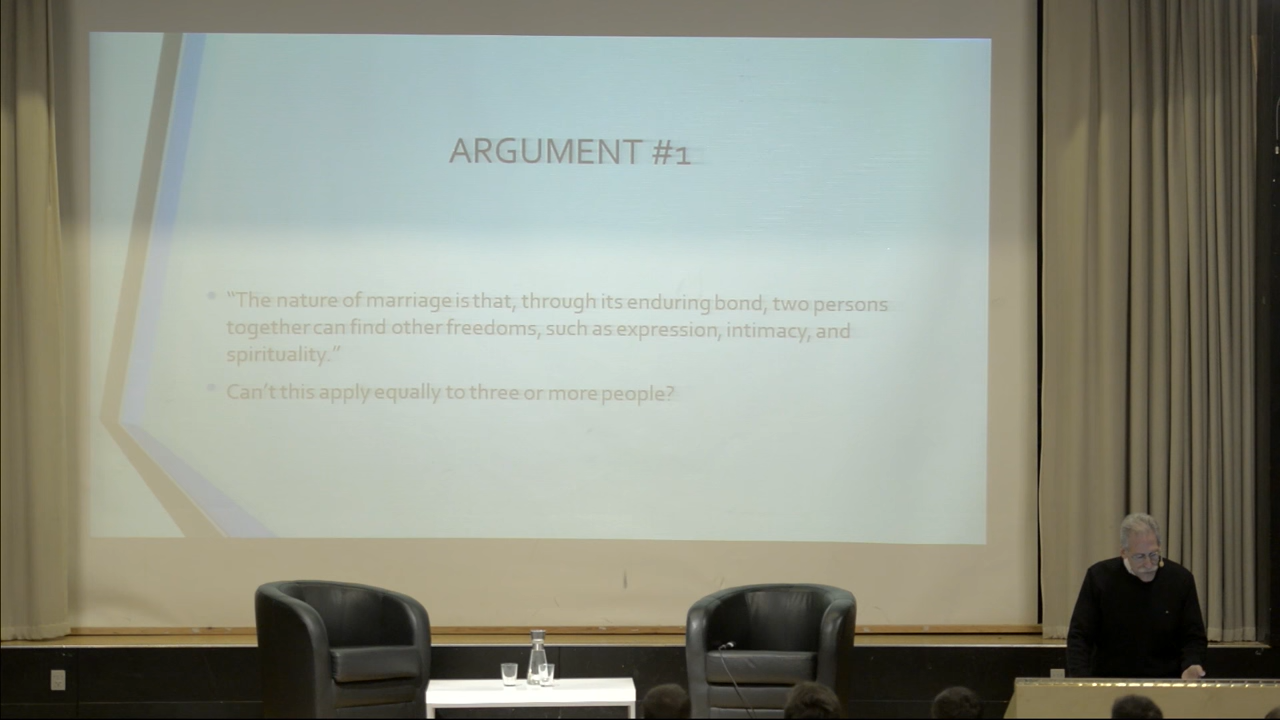 ARGUMENT #1
“The nature of marriage is that, through its enduring bond, two persons
together can find other freedoms, such as expression, intimacy, and
spirituality.”
Can’t this apply equally to three or more people?